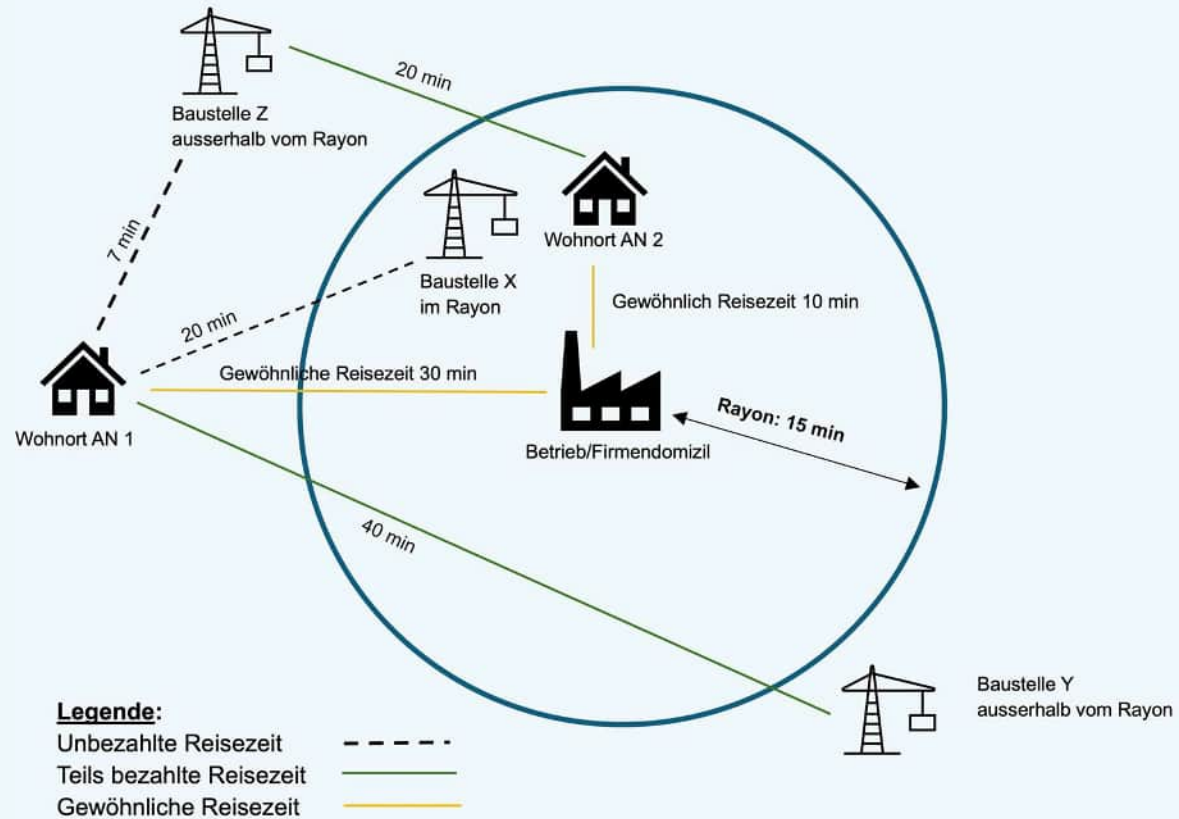 20 min
Baustelle Z
ausserhalb vom Rayon
7 min
Wohnort AN 2
Baustelle X
im Rayon
Gewöhnlich Reisezeit 10 min
20 min
Gewöhnliche Reisezeit 30 min
Wohnort AN 1
Rayon: 15 min
Betrieb/Firmendomizil
40 min
Baustelle Y
ausserhalb vom Rayon
Legende:
Unbezahlte Reisezeit
Teils bezahlte Reisezeit
Gewöhnliche Reisezeit